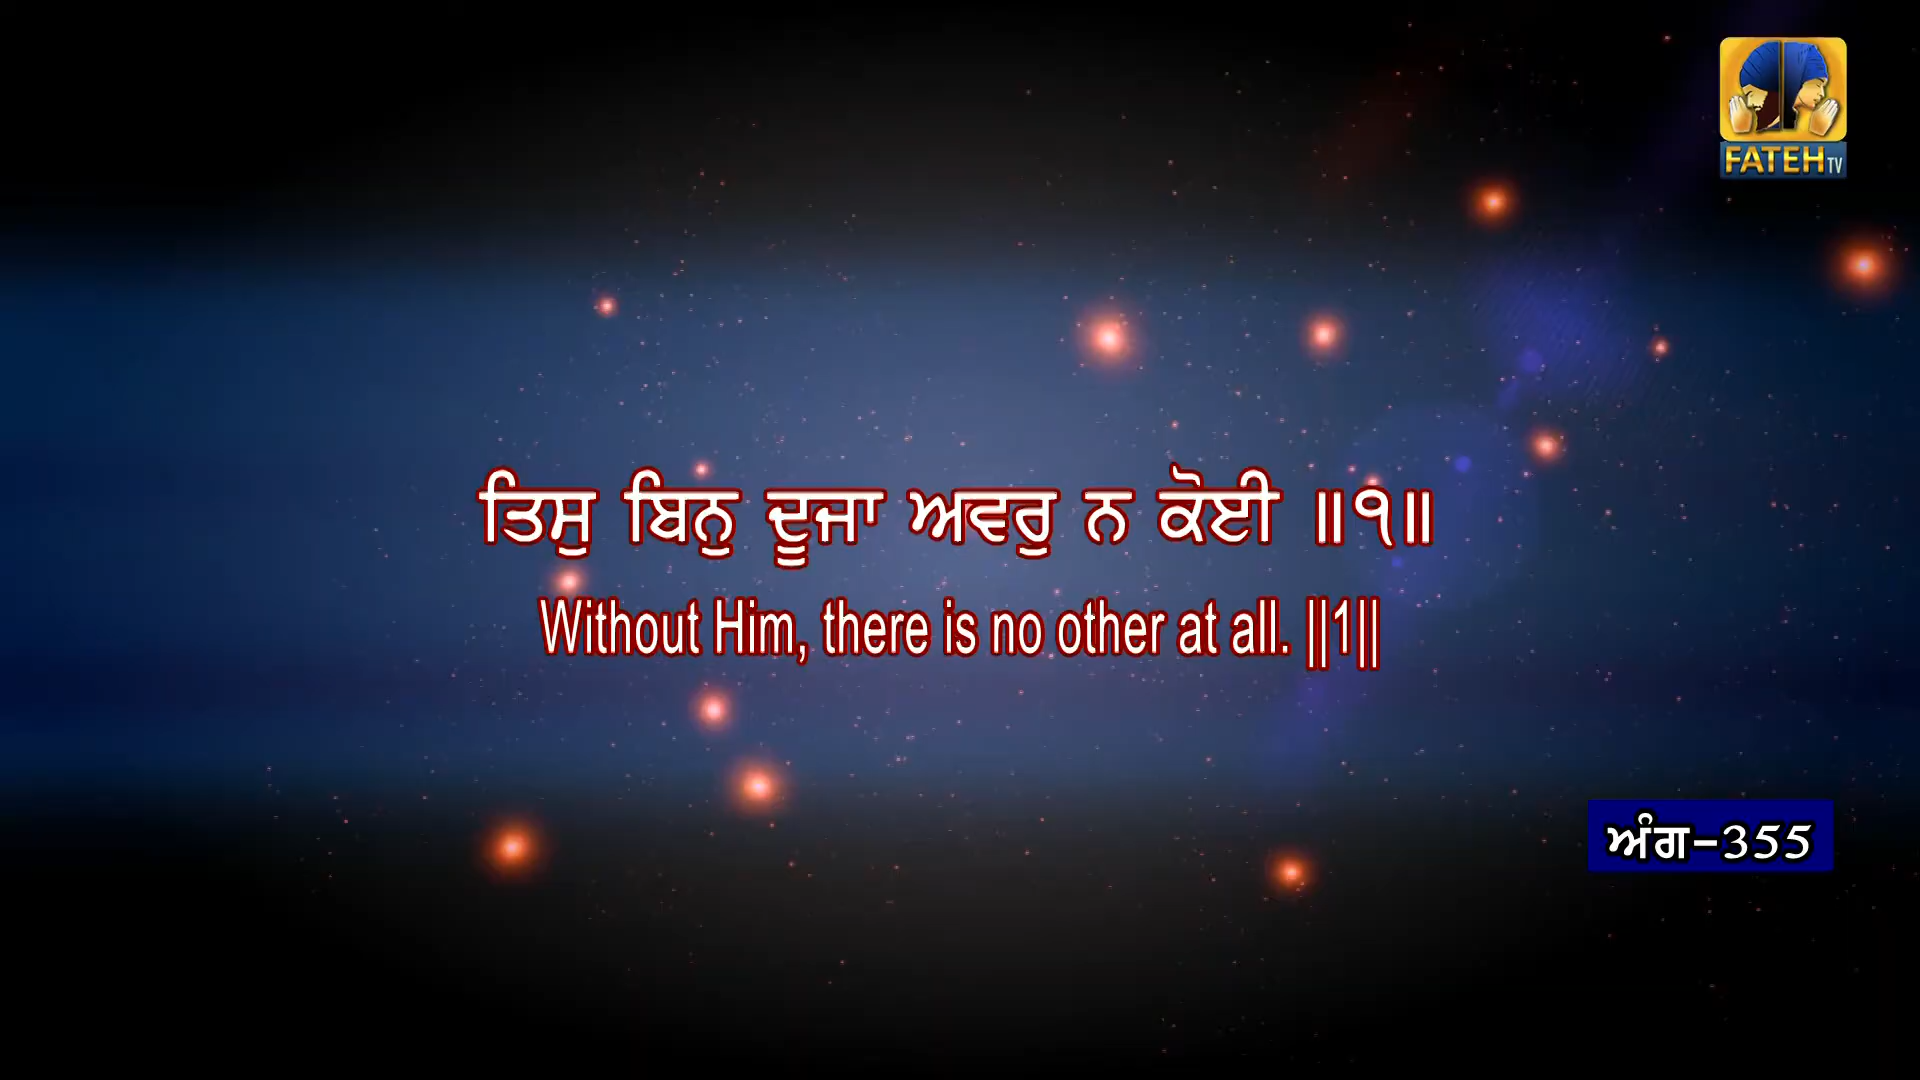 FATEH TV
ਤਿਸੁ ਬਿਨੁ ਦੂਜਾ ਅਵਰੁ ਨ ਕੋਈ ॥੧॥
Without Him, there is no other at all. ||1||
ਅੰਗ-355